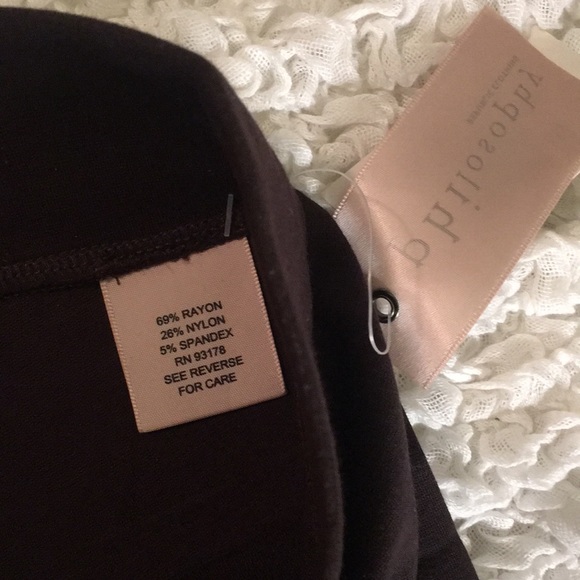 69% RAYON
26% NYLON
5% SPANDEX
RN 93178
SEE REVERSE
FOR CARE
philosophy